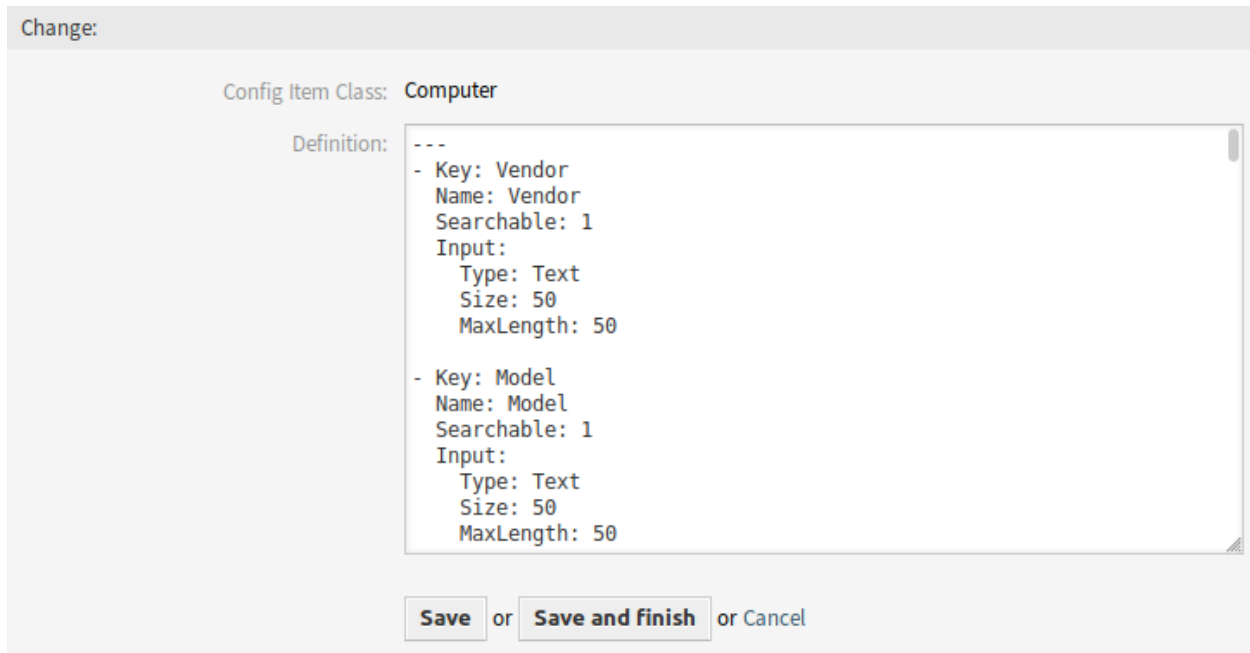 Change:
Config Item Class: Computer
Definition:
---
- Key: Vendor
  Name: Vendor
  Searchable: 1
  Input:
    Type: Text
    Size: 50
    MaxLength: 50

- Key: Model
  Name: Model
  Searchable: 1
  Input:
    Type: Text
    Size: 50
    MaxLength: 50
Save or Save and finish or Cancel